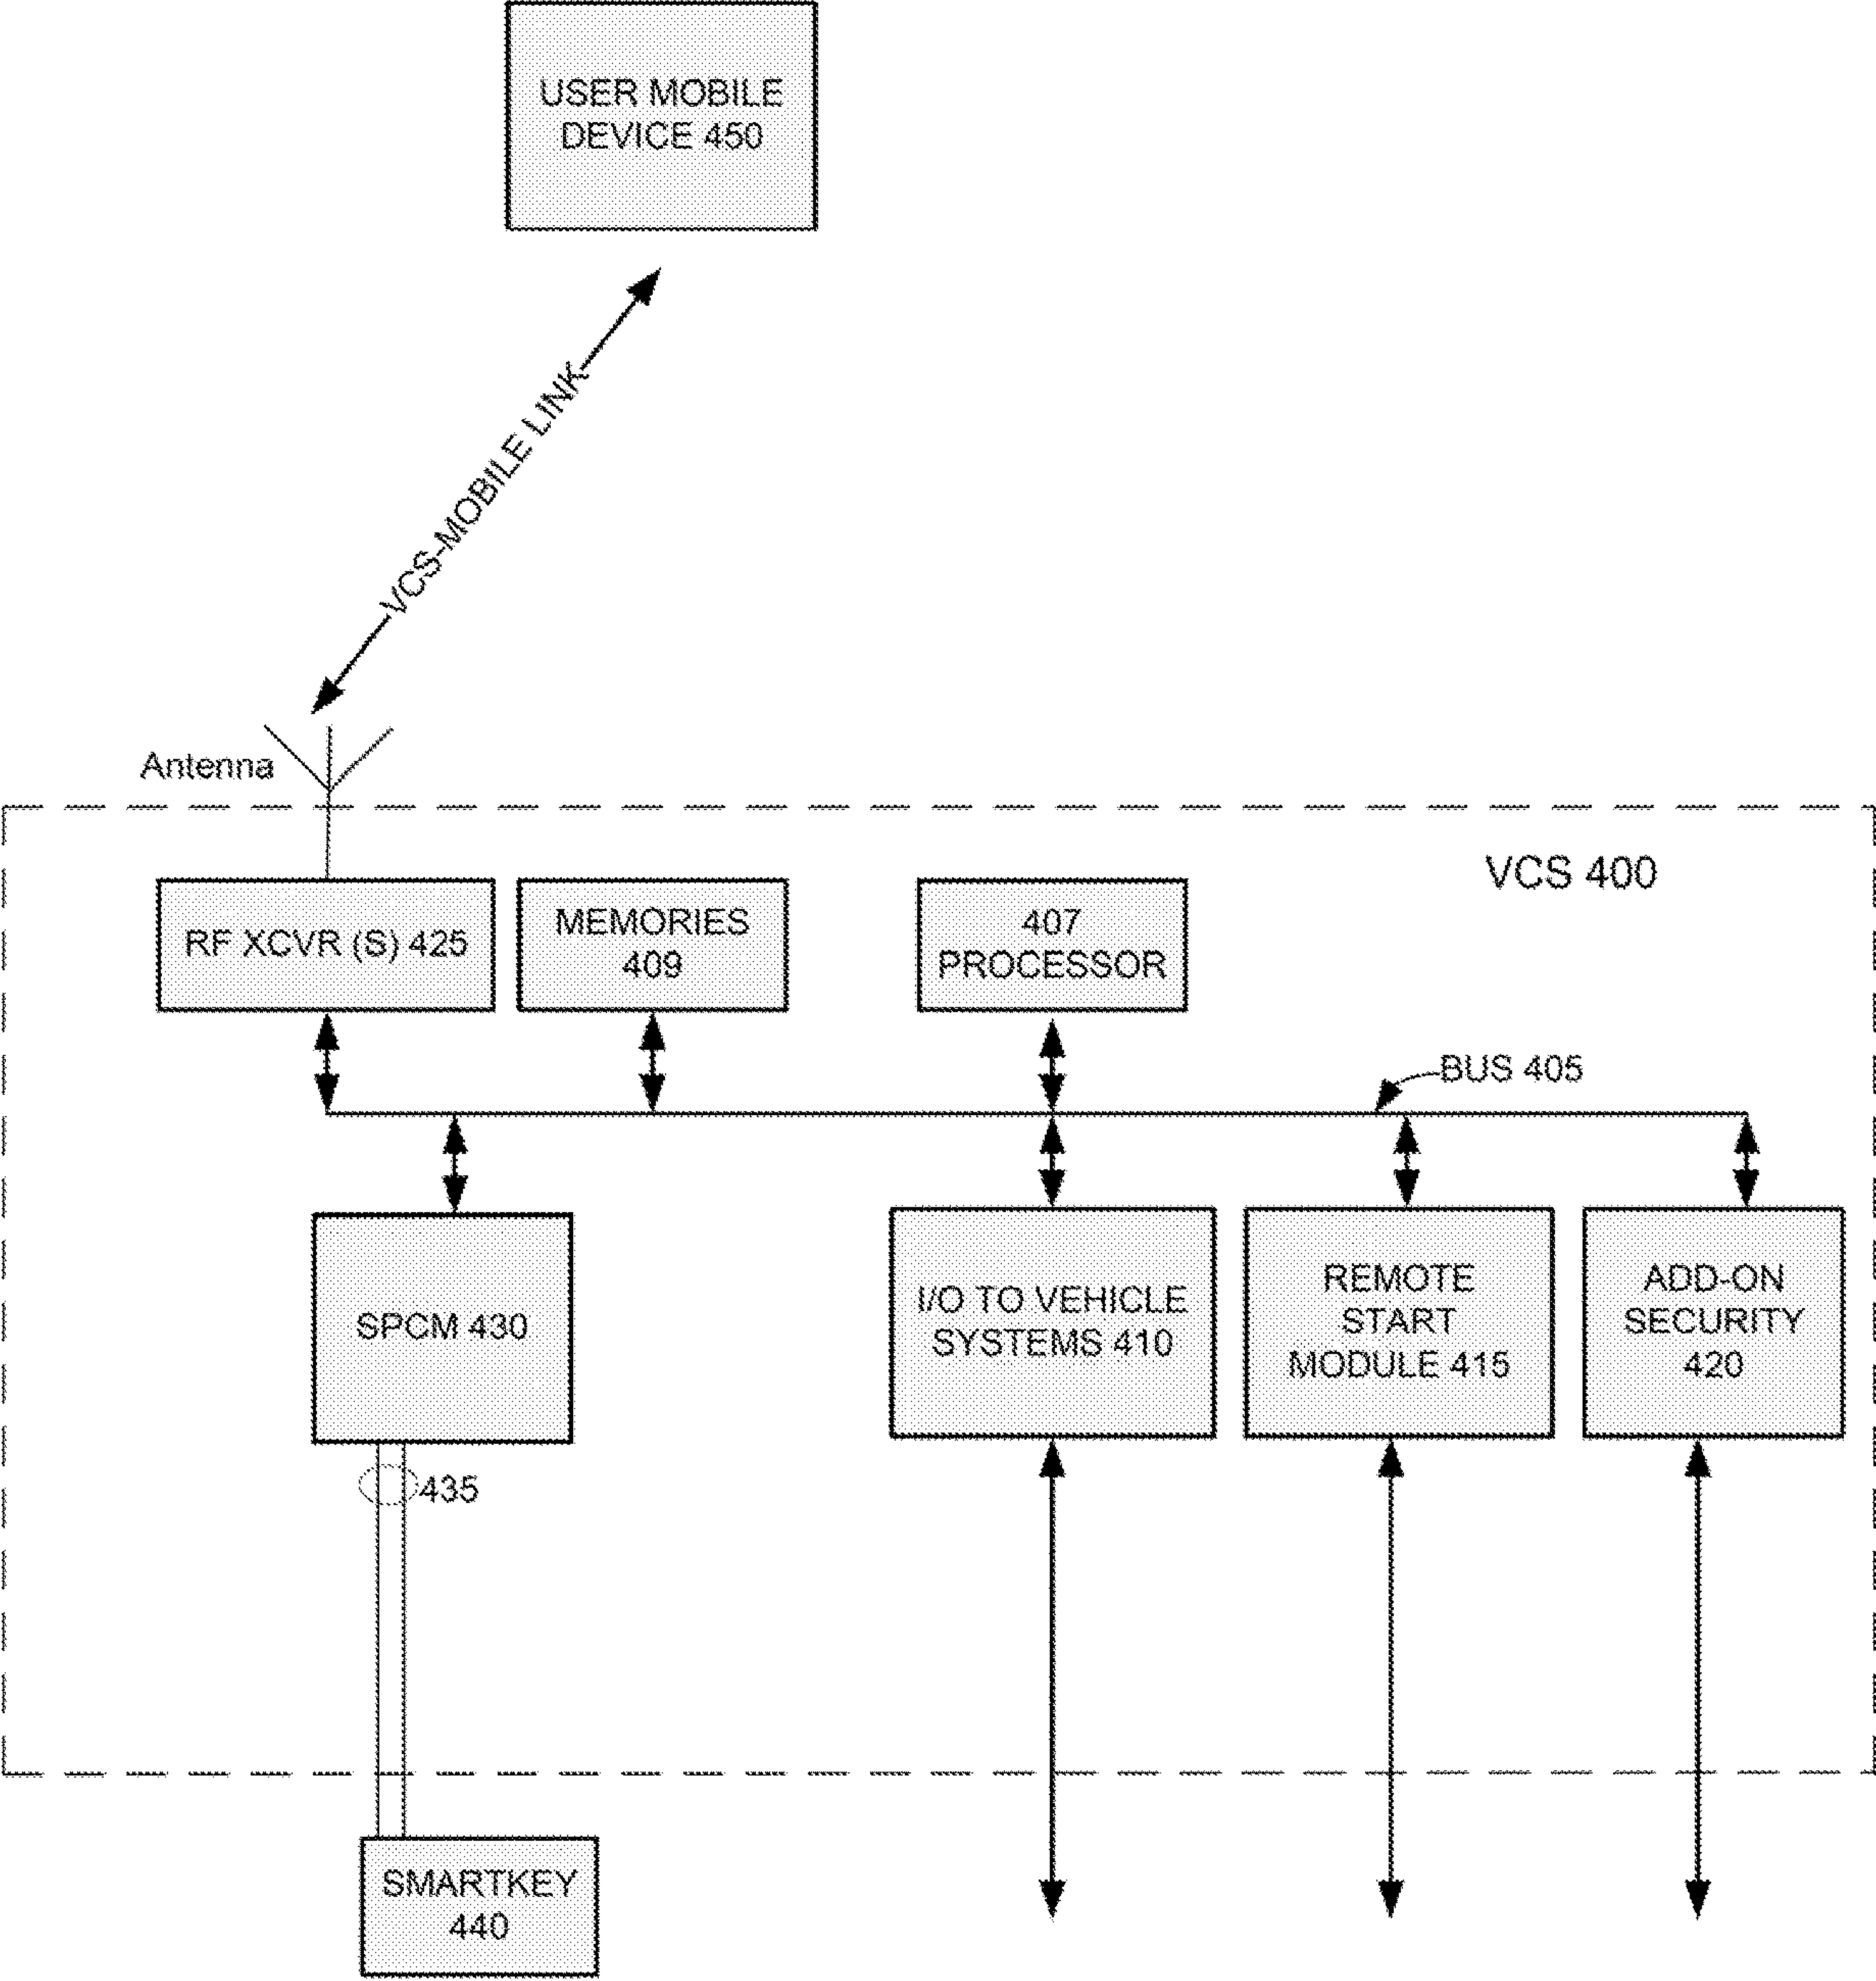 USER MOBILE
DEVICE 450
VCS-MOBILE LINK
Antenna
VCS 400
RF XCVR (S) 425
MEMORIES
409
407
PROCESSOR
BUS 405
SPCM 430
I/O TO VEHICLE
SYSTEMS 410
REMOTE
START
MODULE 415
ADD-ON
SECURITY
420
435
SMARTKEY
440